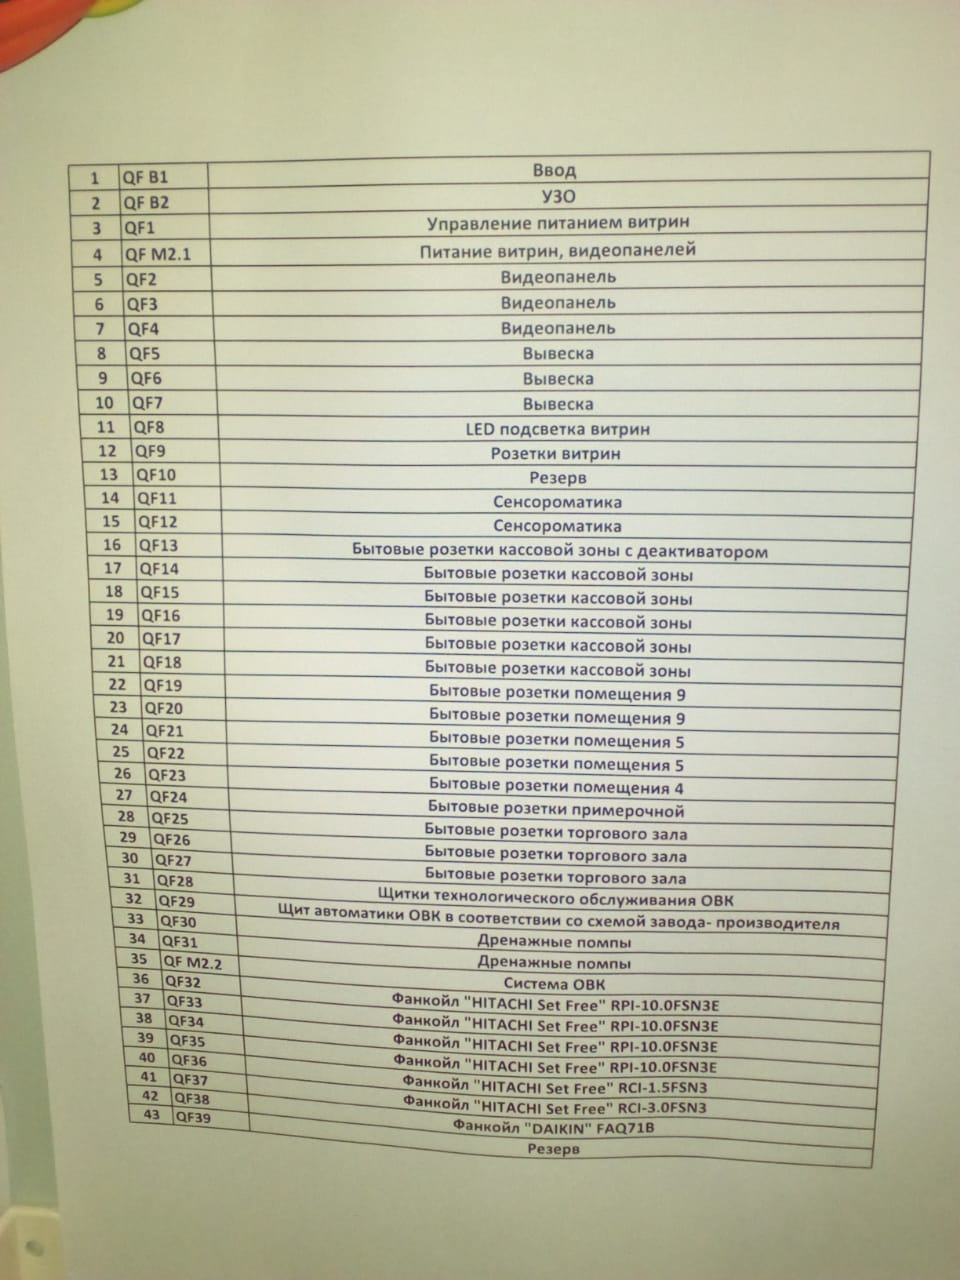 1 QF B1 Ввод
2 QF B2 УЗО
3 QF1 Управление питанием витрин
4 QF M2.1 Питание витрин, видеопанелей
5 QF2 Видеопанель
6 QF3 Видеопанель
7 QF4 Видеопанель
8 QF5 Вывеска
9 QF6 Вывеска
10 QF7 Вывеска
11 QF8 LED подсветка витрин
12 QF9 Розетки витрин
13 QF10 Резерв
14 QF11 Сенсороматика
15 QF12 Сенсороматика
16 QF13 Бытовые розетки кассовой зоны с деактиватором
17 QF14 Бытовые розетки кассовой зоны
18 QF15 Бытовые розетки кассовой зоны
19 QF16 Бытовые розетки кассовой зоны
20 QF17 Бытовые розетки кассовой зоны
21 QF18 Бытовые розетки кассовой зоны
22 QF19 Бытовые розетки помещения 9
23 QF20 Бытовые розетки помещения 9
24 QF21 Бытовые розетки помещения 5
25 QF22 Бытовые розетки помещения 5
26 QF23 Бытовые розетки помещения 4
27 QF24 Бытовые розетки примерочной
28 QF25 Бытовые розетки торгового зала
29 QF26 Бытовые розетки торгового зала
30 QF27 Бытовые розетки торгового зала
31 QF28 Щитки технологического обслуживания ОВК
32 QF29 Щит автоматики ОВК в соответствии со схемой завода- производителя
33 QF30 Дренажные помпы
34 QF31 Дренажные помпы
35 QF M2.2 Система ОВК
36 QF32 Фанкойл "HITACHI Set Free" RPI-10.0FSN3E
37 QF33 Фанкойл "HITACHI Set Free" RPI-10.0FSN3E
38 QF34 Фанкойл "HITACHI Set Free" RPI-10.0FSN3E
39 QF35 Фанкойл "HITACHI Set Free" RPI-10.0FSN3E
40 QF36 Фанкойл "HITACHI Set Free" RCI-1.5FSN3
41 QF37 Фанкойл "HITACHI Set Free" RCI-3.0FSN3
42 QF38 Фанкойл "DAIKIN" FAQ71B
43 QF39 Резерв